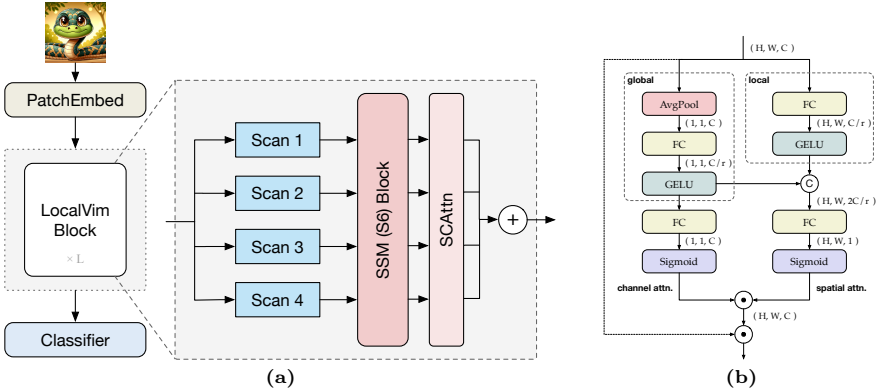 PatchEmbed
LocalVim
Block
× L
Classifier
Scan 1
Scan 2
Scan 3
Scan 4
SSM (S6) Block
SCAttn
+
(a)
( H, W, C )
global
AvgPool
( 1, 1, C )
FC
( 1, 1, C/r )
GELU
FC
( 1, 1, C )
Sigmoid
channel attn.
local
FC
( H, W, C/r )
GELU
C
( H, W, 2C/r )
FC
( H, W, 1 )
Sigmoid
spatial attn.
( H, W, C )
(b)